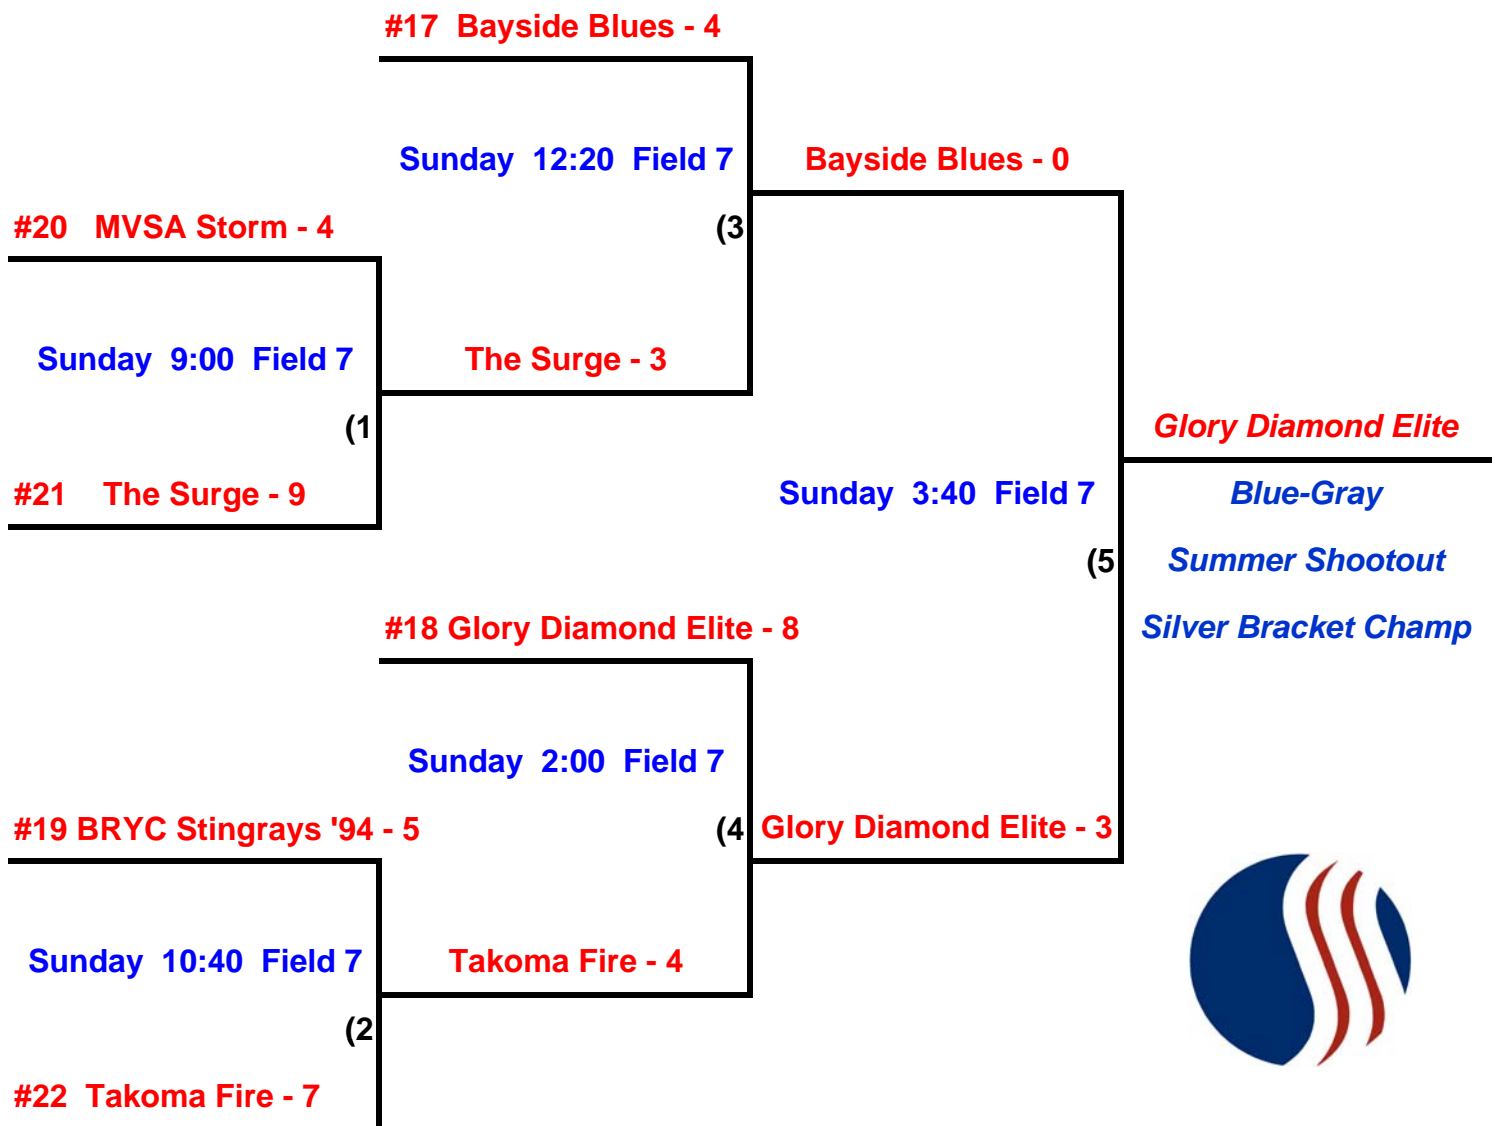 #17  Bayside Blues - 4
Sunday  12:20  Field 7
Bayside Blues - 0
#20   MVSA Storm - 4
(3
Sunday  9:00  Field 7
The Surge - 3
(1
Glory Diamond Elite
#21    The Surge - 9
Sunday  3:40  Field 7
Blue-Gray
(5
Summer Shootout
#18 Glory Diamond Elite - 8
Silver Bracket Champ
Sunday  2:00  Field 7
#19 BRYC Stingrays '94 - 5
(4
Glory Diamond Elite - 3
Sunday  10:40  Field 7
Takoma Fire - 4
(2
#22  Takoma Fire - 7